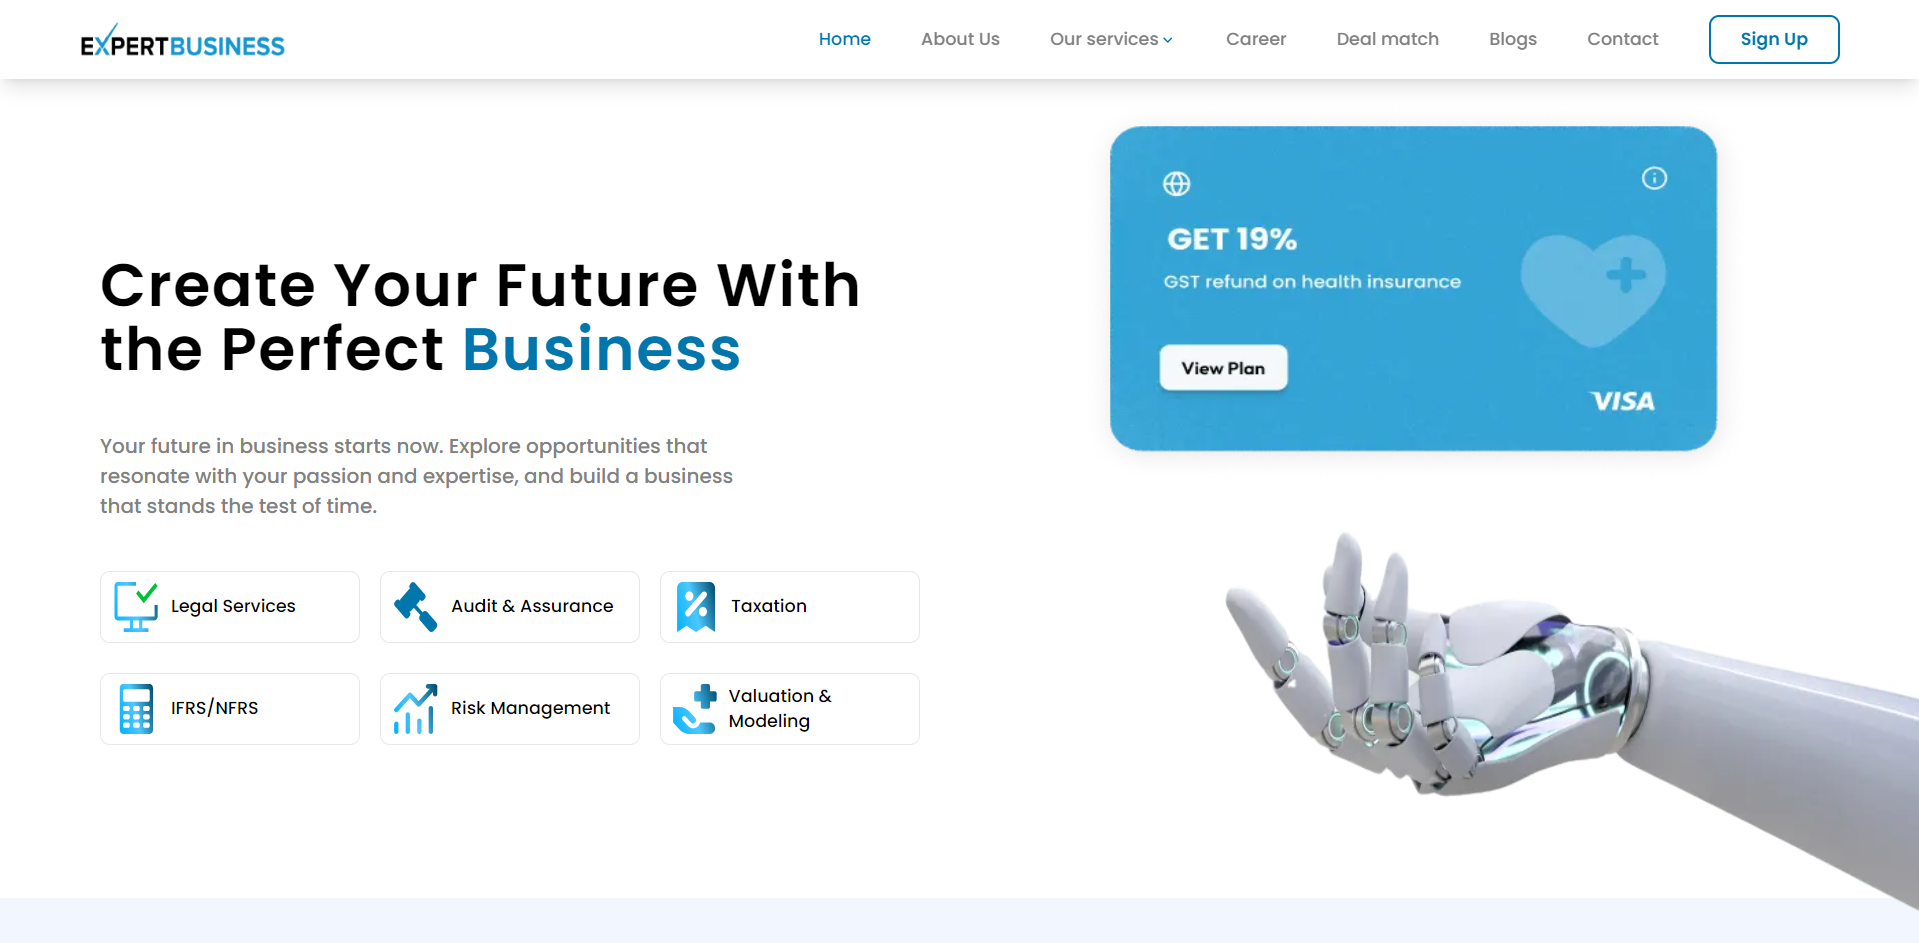 EXPERTBUSINESS
Home
About Us
Our services
Career
Deal match
Blogs
Contact
Sign Up
Create Your Future With
the Perfect Business
Your future in business starts now. Explore opportunities that
resonate with your passion and expertise, and build a business
that stands the test of time.
Legal Services
Audit & Assurance
Taxation
IFRS/NFRS
Risk Management
Valuation &
Modeling
GET 19%
GST refund on health insurance
View Plan
VISA